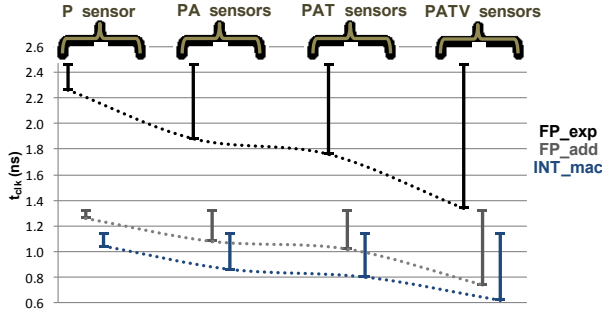 P sensor PA sensors PAT sensors PATV sensors
2.6
2.4
2.2
2.0
1.8
1.6
1.4
1.2
1.0
0.8
0.6
t_clk (ns)
FP_exp
FP_add
INT_mac